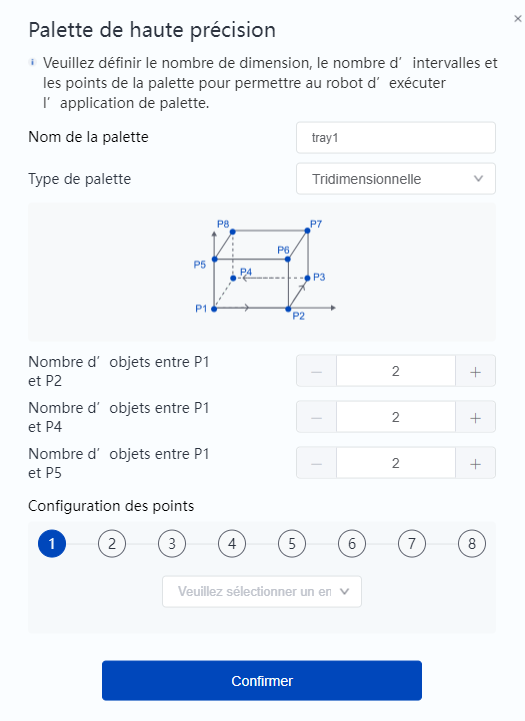 Palette de haute précision
×
i Veuillez définir le nombre de dimension, le nombre d’ intervalles et
les points de la palette pour permettre au robot d’ exécuter
l’ application de palette.
Nom de la palette
tray1
Type de palette
Tridimensionnelle
P8
P7
P6
P5
P4
P3
P1
P2
Nombre d’ objets entre P1
et P2
− 2 +
Nombre d’ objets entre P1
et P4
− 2 +
Nombre d’ objets entre P1
et P5
− 2 +
Configuration des points
1 2 3 4 5 6 7 8
Veuillez sélectionner un en
Confirmer